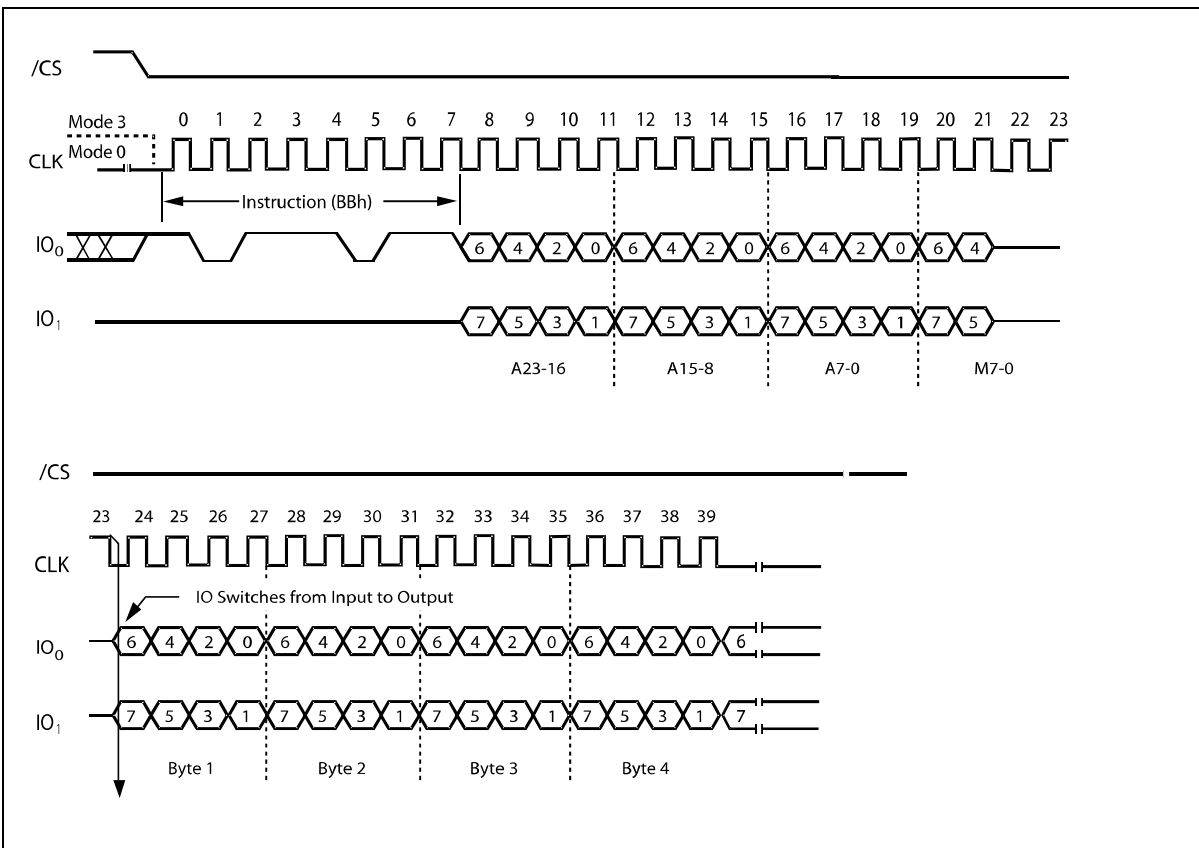 /CS
Mode 3
0 1 2 3 4 5 6 7 8 9 10 11 12 13 14 15 16 17 18 19 20 21 22 23
Mode 0
CLK
Instruction (BBh)
IO0 6 4 2 0 6 4 2 0 6 4 2 0 6 4
IO1 7 5 3 1 7 5 3 1 7 5 3 1 7 5
A23-16 A15-8 A7-0 M7-0
/CS
23 24 25 26 27 28 29 30 31 32 33 34 35 36 37 38 39
CLK
IO Switches from Input to Output
IO0 6 4 2 0 6 4 2 0 6 4 2 0 6 4 2 0 6
IO1 7 5 3 1 7 5 3 1 7 5 3 1 7 5 3 1 7
Byte 1 Byte 2 Byte 3 Byte 4